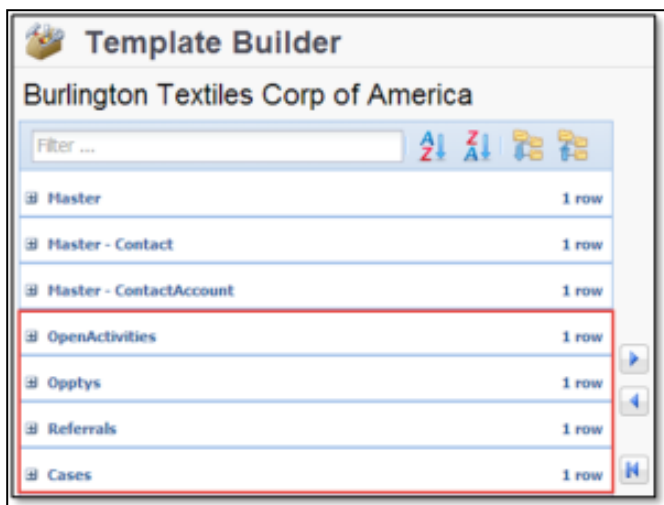 Template Builder
Burlington Textiles Corp of America
Filter ...
Master 1 row
Master - Contact 1 row
Master - ContactAccount 1 row
OpenActivities 1 row
Opptys 1 row
Referrals 1 row
Cases 1 row